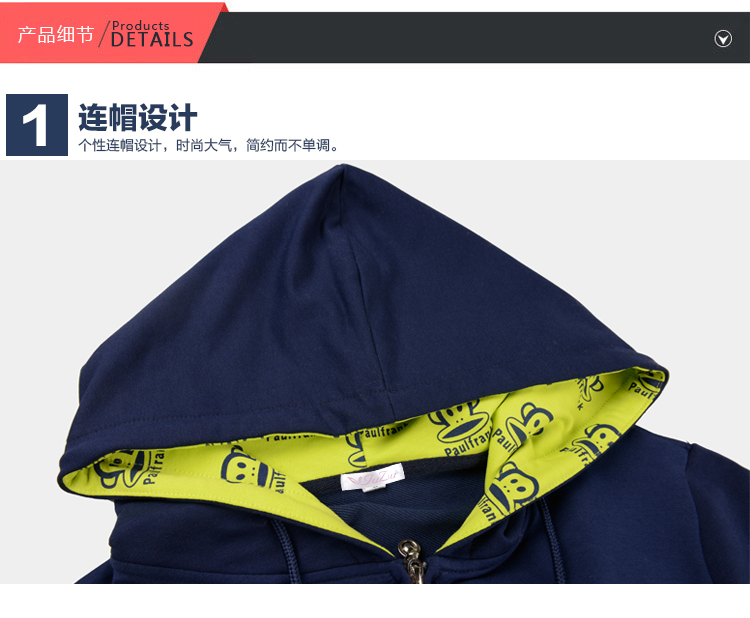 产品细节
Products
DETAILS
1
连帽设计
个性连帽设计，时尚大气，简约而不单调。
Paulfrank
Paulfrank
Paulfrank